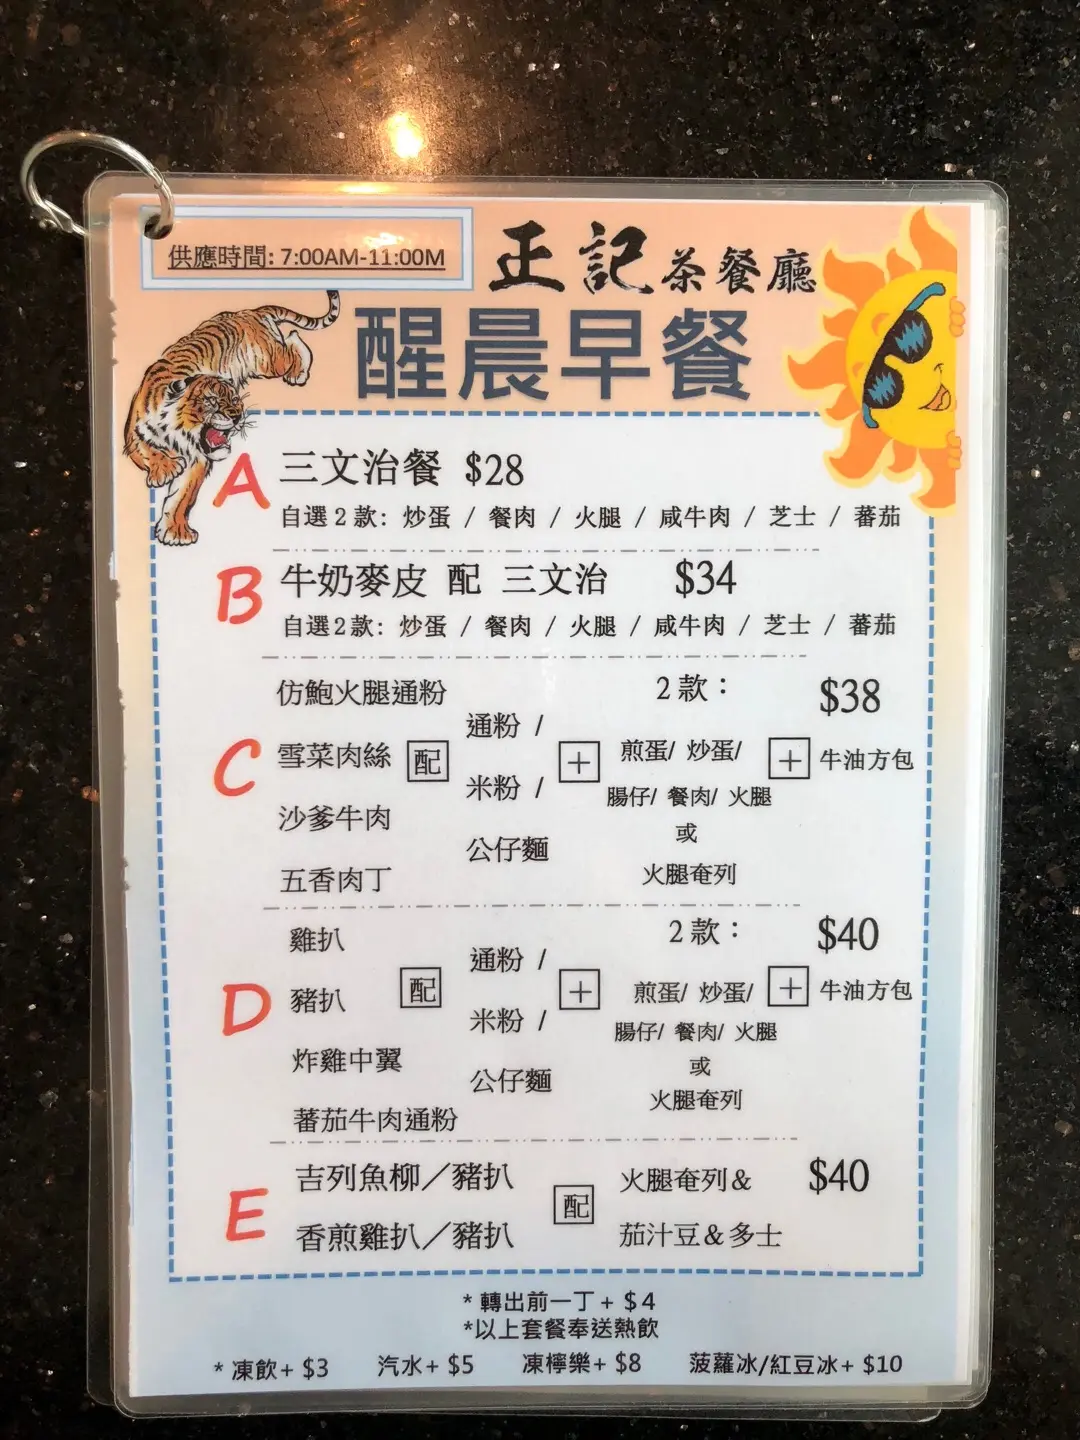 供應時間: 7:00AM-11:00M
正記茶餐廳
醒晨早餐
A 三文治餐 $28
自選2款: 炒蛋 / 餐肉 / 火腿 / 咸牛肉 / 芝士 / 蕃茄
B 牛奶麥皮 配 三文治 $34
自選2款: 炒蛋 / 餐肉 / 火腿 / 咸牛肉 / 芝士 / 蕃茄
C
仿鮑火腿通粉
雪菜肉絲
沙爹牛肉
五香肉丁
配
通粉 /
米粉 /
公仔麵
+
2款：
煎蛋/ 炒蛋/
腸仔/ 餐肉/ 火腿
或
火腿奄列
+
$38
牛油方包
D
雞扒
豬扒
炸雞中翼
蕃茄牛肉通粉
配
通粉 /
米粉 /
公仔麵
+
2款：
煎蛋/ 炒蛋/
腸仔/ 餐肉/ 火腿
或
火腿奄列
+
$40
牛油方包
E
吉列魚柳／豬扒
香煎雞扒／豬扒
配
火腿奄列&
茄汁豆&多士
$40
* 轉出前一丁+ $4
*以上套餐奉送熱飲
* 凍飲+ $3 汽水+ $5 凍檸樂+ $8 菠蘿冰/紅豆冰+ $10